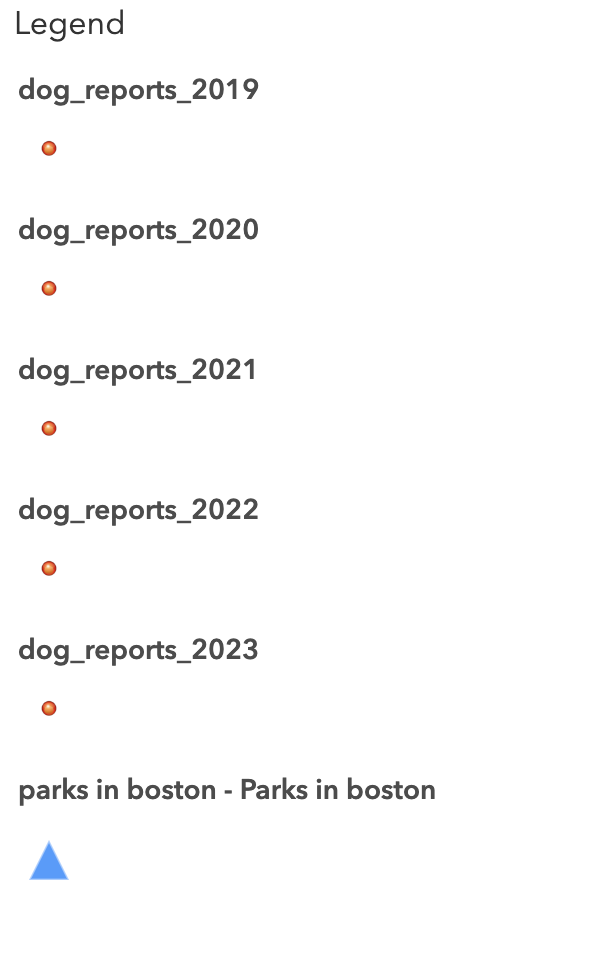 Legend
dog_reports_2019
dog_reports_2020
dog_reports_2021
dog_reports_2022
dog_reports_2023
parks in boston - Parks in boston